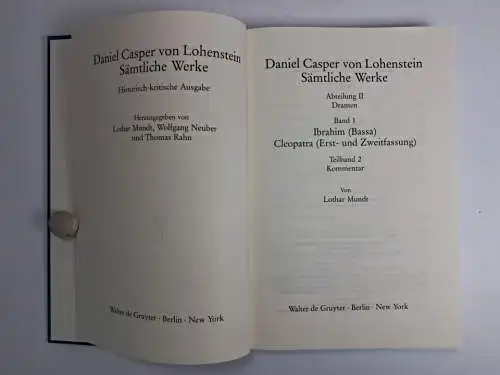 Daniel Casper von Lohenstein
Sämtliche Werke
Historisch-kritische Ausgabe
Herausgegeben von
Lothar Mundt, Wolfgang Neuber
und Thomas Rahn
Walter de Gruyter · Berlin · New York
Daniel Casper von Lohenstein
Sämtliche Werke
Abteilung II
Dramen
Band 1
Ibrahim (Bassa)
Cleopatra (Erst- und Zweitfassung)
Teilband 2
Kommentar
Von
Lothar Mundt
Walter de Gruyter · Berlin · New York